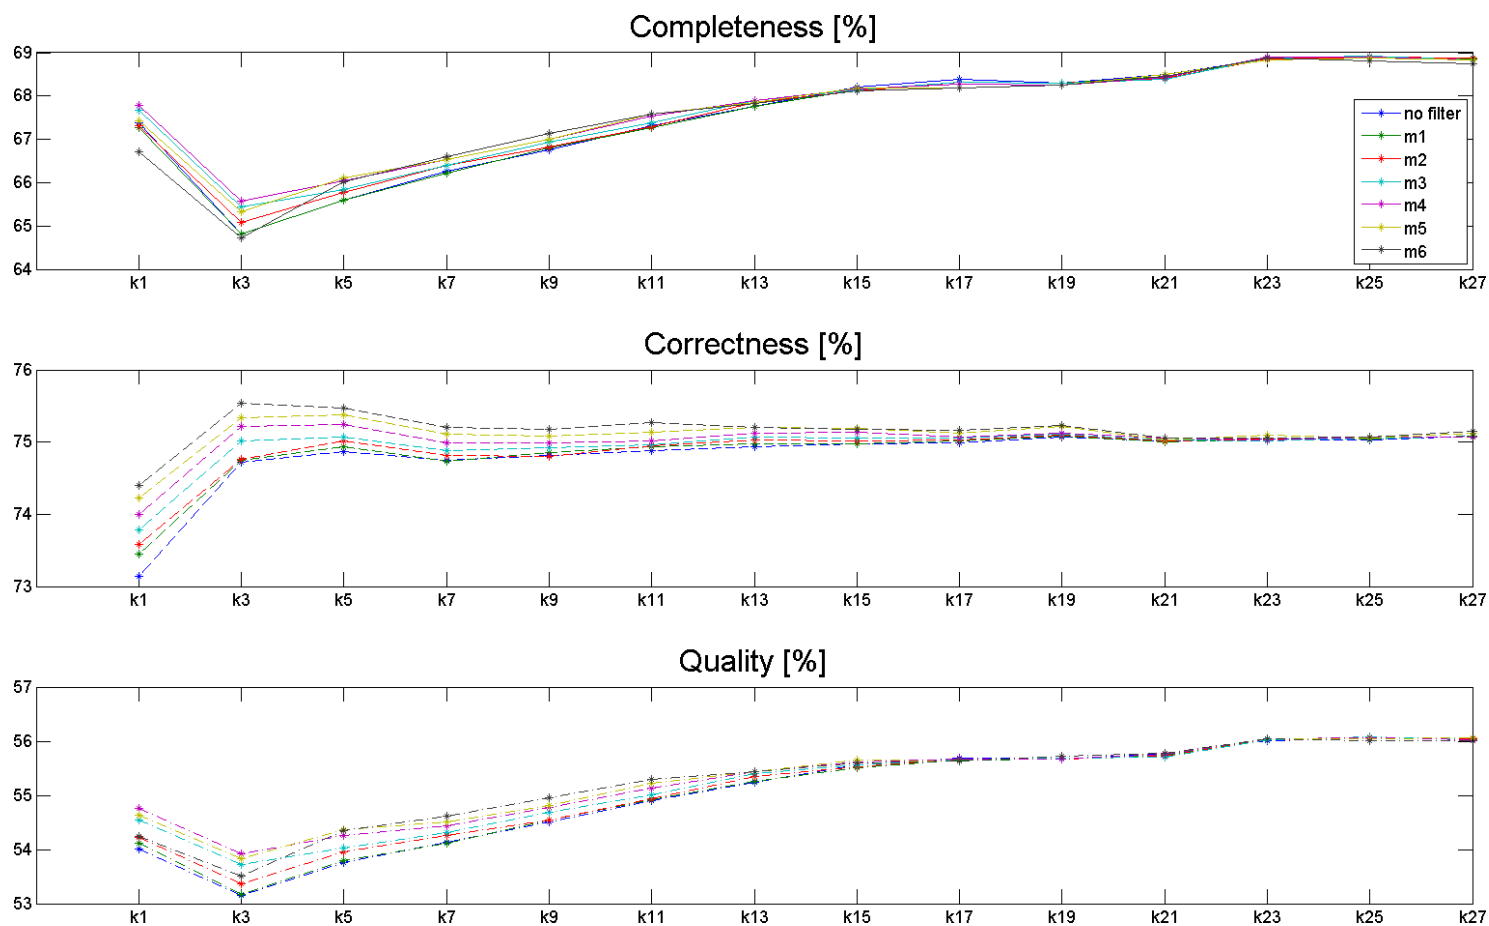 Completeness [%]
69
68
67
66
65
64
k1 k3 k5 k7 k9 k11 k13 k15 k17 k19 k21 k23 k25 k27
no filter
m1
m2
m3
m4
m5
m6
Correctness [%]
76
75
74
73
k1 k3 k5 k7 k9 k11 k13 k15 k17 k19 k21 k23 k25 k27
Quality [%]
57
56
55
54
53
k1 k3 k5 k7 k9 k11 k13 k15 k17 k19 k21 k23 k25 k27